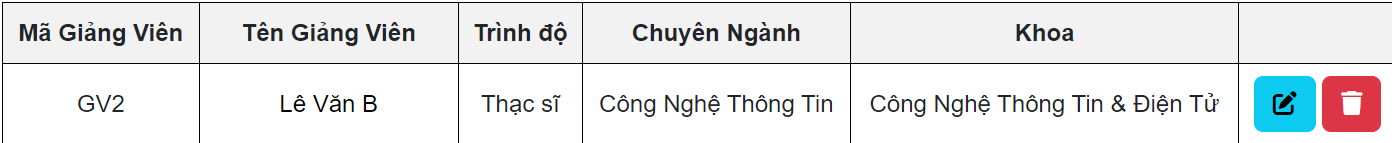 Mã Giảng Viên Tên Giảng Viên Trình độ Chuyên Ngành Khoa
GV2 Lê Văn B Thạc sĩ Công Nghệ Thông Tin Công Nghệ Thông Tin & Điện Tử